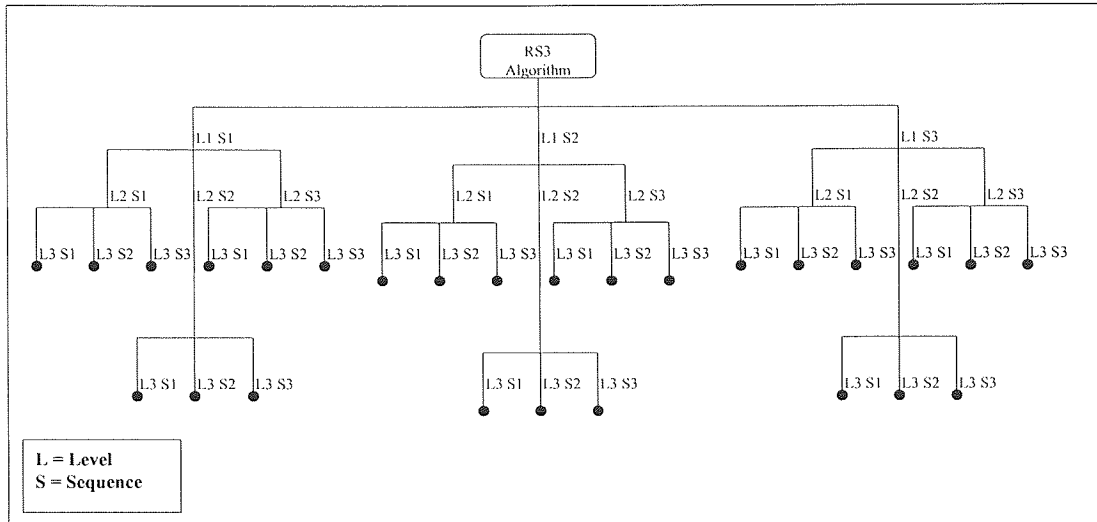 RS3
Algorithm
L1 S1
L1 S2
L1 S3
L2 S1
L2 S2
L2 S3
L2 S1
L2 S2
L2 S3
L2 S1
L2 S2
L2 S3
L3 S1
L3 S2
L3 S3
L3 S1
L3 S2
L3 S3
L3 S1
L3 S2
L3 S3
L3 S1
L3 S2
L3 S3
L3 S1
L3 S2
L3 S3
L3 S1
L3 S2
L3 S3
L3 S1
L3 S2
L3 S3
L3 S1
L3 S2
L3 S3
L3 S1
L3 S2
L3 S3
L = Level
S = Sequence